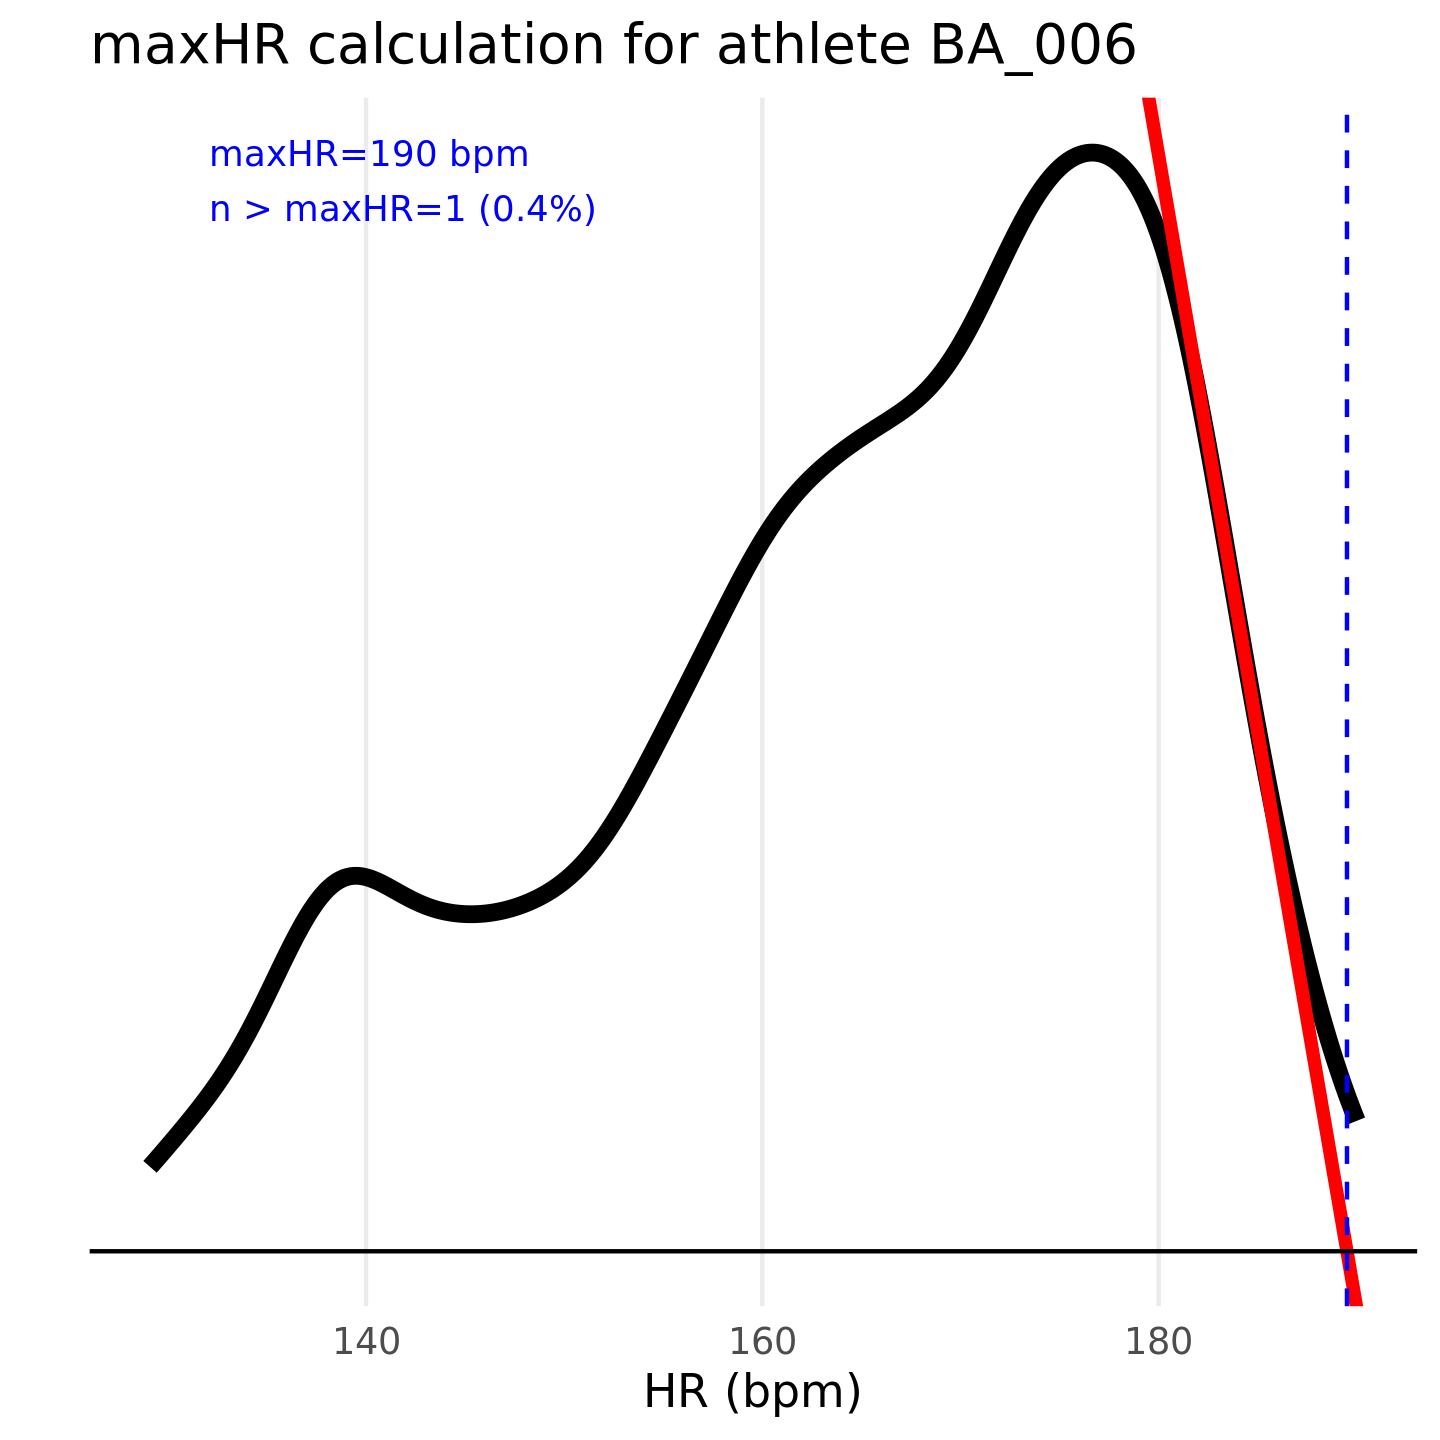 maxHR calculation for athlete BA_006
maxHR=190 bpm
n > maxHR=1 (0.4%)
140
160
180
HR (bpm)